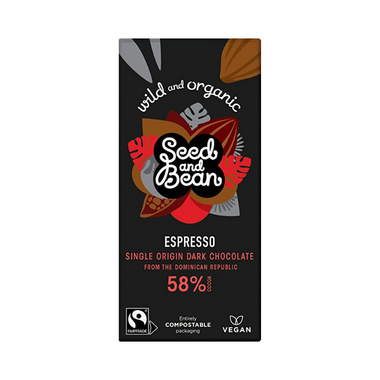 wild and organic
Seed
and
Bean
ESPRESSO
SINGLE ORIGIN DARK CHOCOLATE
FROM THE DOMINICAN REPUBLIC
58% COCOA
FAIRTRADE
Entirely
COMPOSTABLE
packaging
VEGAN